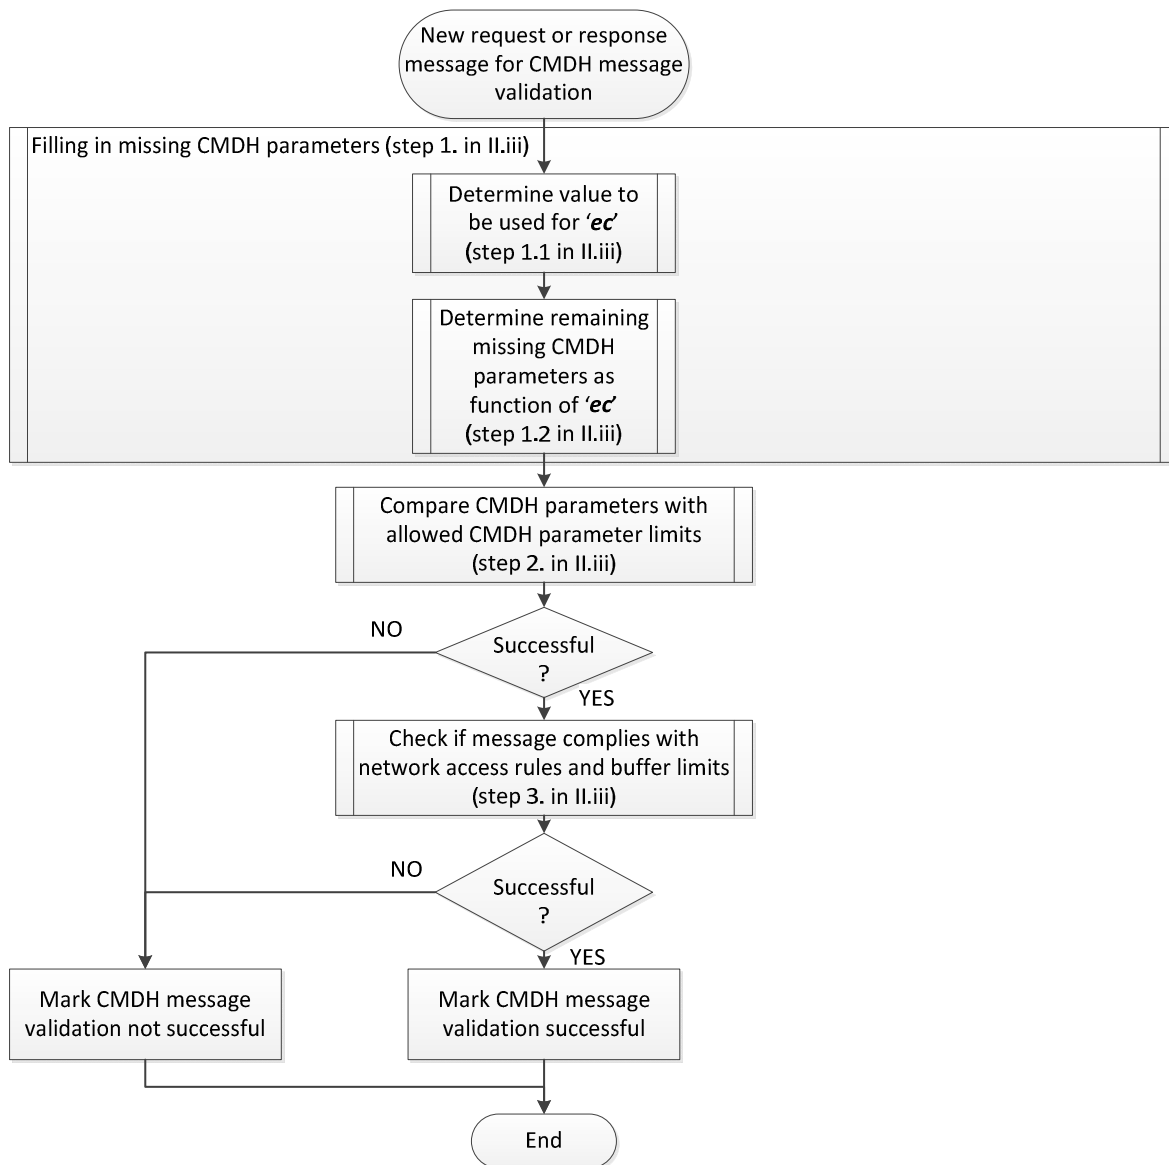 New request or response
message for CMDH message
validation
Filling in missing CMDH parameters (step 1. in II.iii)
Determine value to
be used for ‘ec’
(step 1.1 in II.iii)
Determine remaining
missing CMDH
parameters as
function of ‘ec’
(step 1.2 in II.iii)
Compare CMDH parameters with
allowed CMDH parameter limits
(step 2. in II.iii)
NO
Successful
?
YES
Check if message complies with
network access rules and buffer limits
(step 3. in II.iii)
NO
Successful
?
YES
Mark CMDH message
validation not successful
Mark CMDH message
validation successful
End